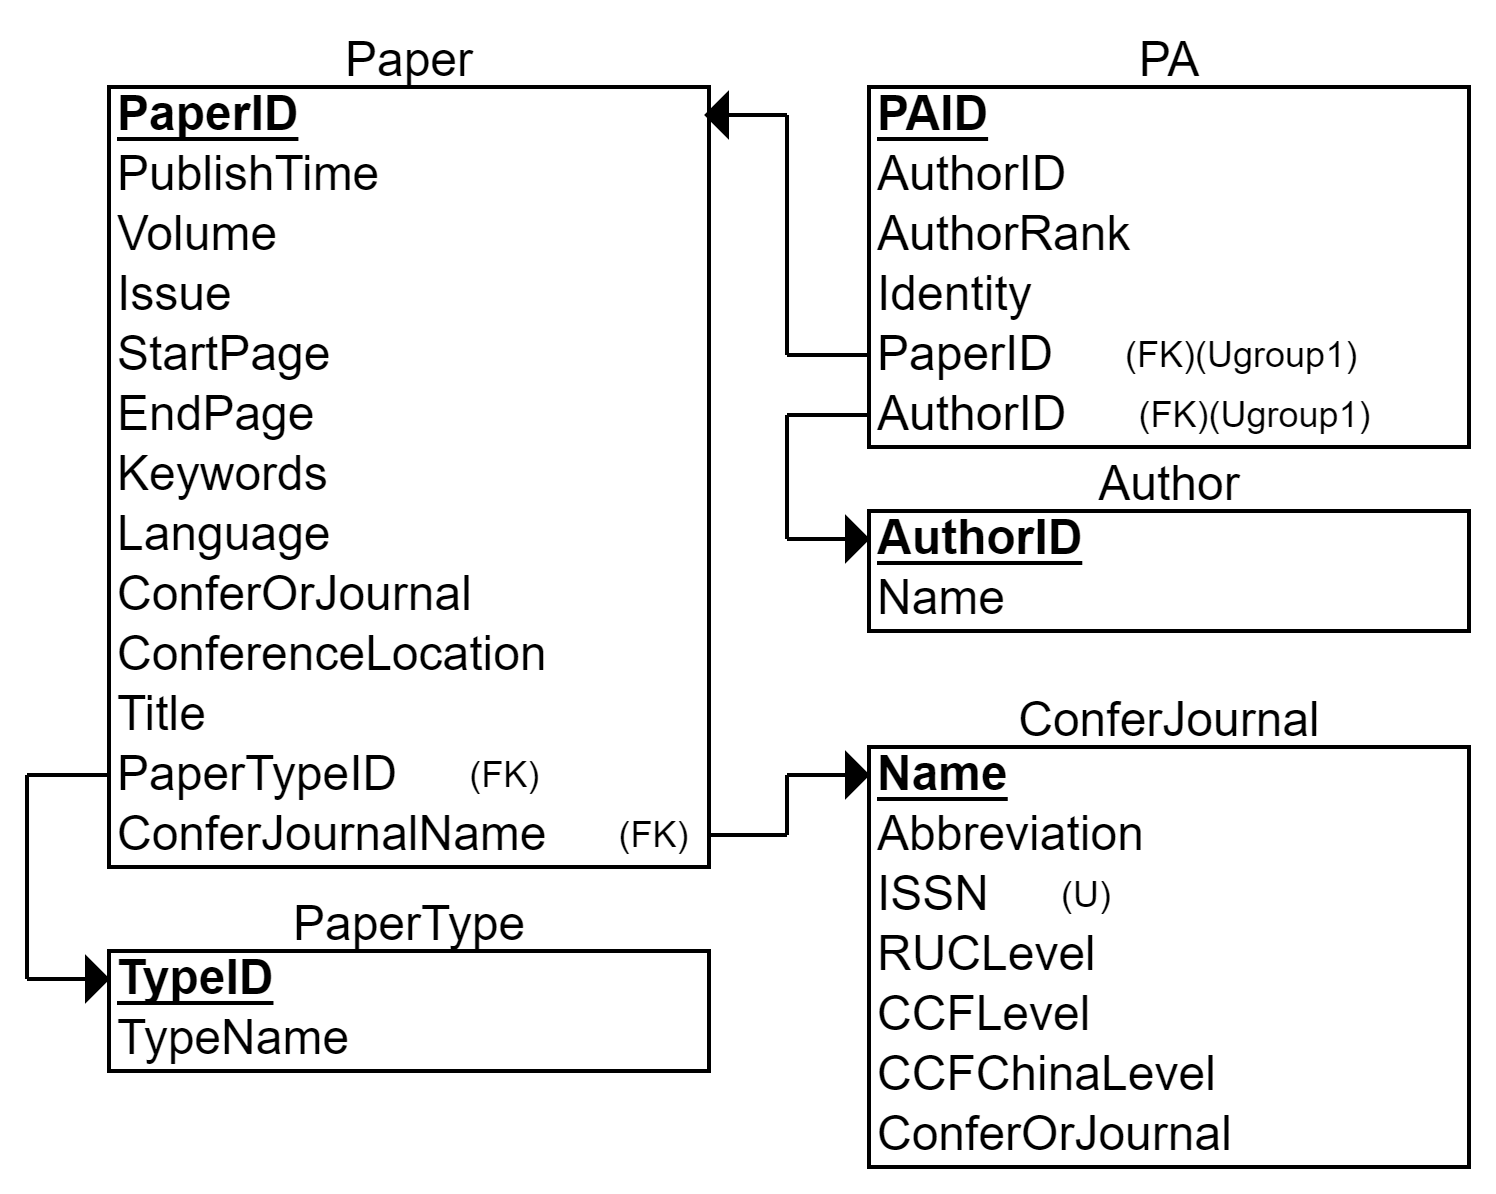 Paper
PaperID
PublishTime
Volume
Issue
StartPage
EndPage
Keywords
Language
ConferOrJournal
ConferenceLocation
Title
PaperTypeID (FK)
ConferJournalName (FK)
PaperType
TypeID
TypeName
PA
PAID
AuthorID
AuthorRank
Identity
PaperID (FK)(Ugroup1)
AuthorID (FK)(Ugroup1)
Author
AuthorID
Name
ConferJournal
Name
Abbreviation
ISSN (U)
RUCLevel
CCFLevel
CCFChinaLevel
ConferOrJournal